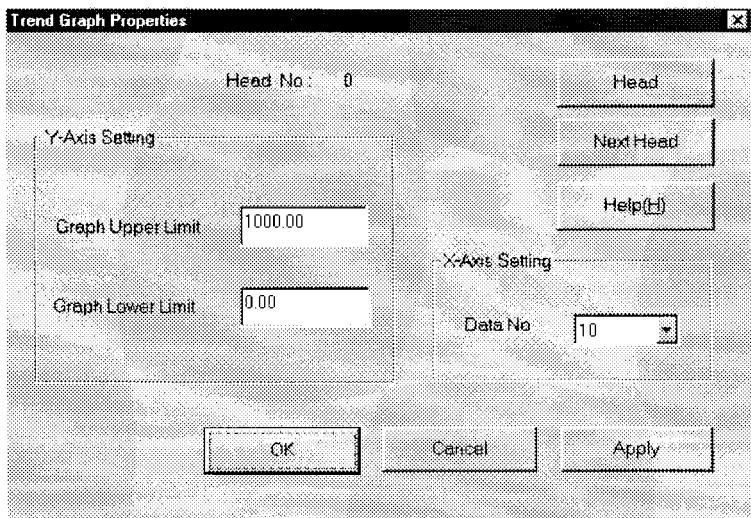 Trend Graph Properties
Head No: 0
Head
Next Head
Help(H)
Y-Axis Setting
Graph Upper Limit 1000.00
Graph Lower Limit 0.00
X-Axis Setting
Data No 10
OK
Cancel
Apply